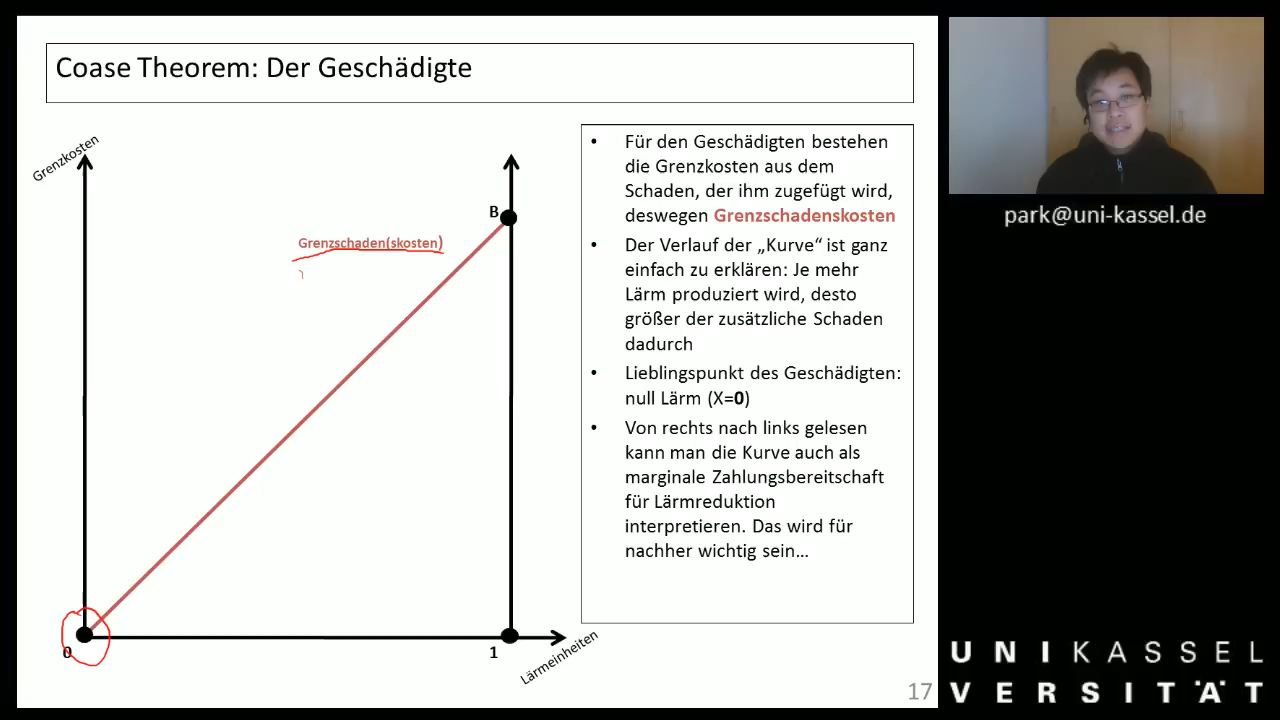 Coase Theorem: Der Geschädigte
Grenzkosten
B
Grenzschaden(skosten)
0
1
Lärmeinheiten
• Für den Geschädigten bestehen
die Grenzkosten aus dem
Schaden, der ihm zugefügt wird,
deswegen Grenzschadenskosten
• Der Verlauf der „Kurve“ ist ganz
einfach zu erklären: Je mehr
Lärm produziert wird, desto
größer der zusätzliche Schaden
dadurch
• Lieblingspunkt des Geschädigten:
null Lärm (X=0)
• Von rechts nach links gelesen
kann man die Kurve auch als
marginale Zahlungsbereitschaft
für Lärmreduktion
interpretieren. Das wird für
nachher wichtig sein…
17
park@uni-kassel.de
UNIKASSEL
VERSITÄT